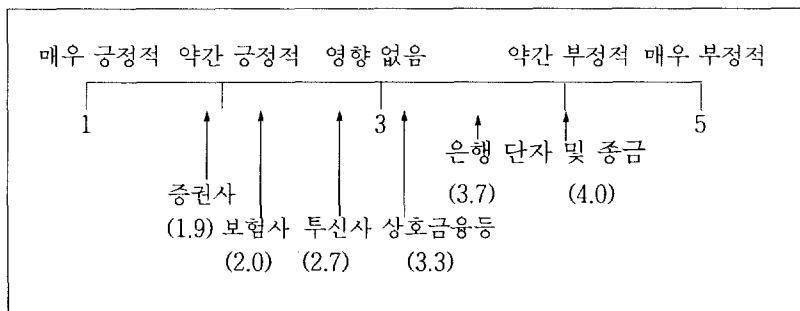 매우 긍정적 약간 긍정적 영향 없음 약간 부정적 매우 부정적
1 3 5
은행 단자 및 종금
증권사 (3.7) (4.0)
(1.9) 보험사 투신사 상호금융등
(2.0) (2.7) (3.3)